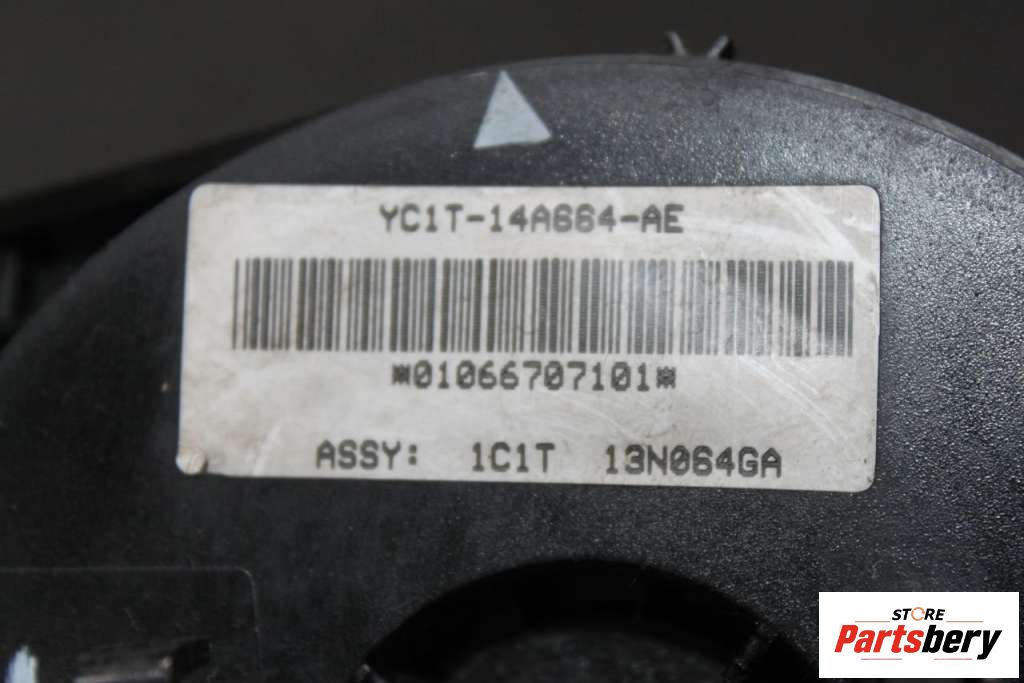 YC1T-14A664-AE
*01066707101*
ASSY: 1C1T 13N064GA
STORE
Partsbery